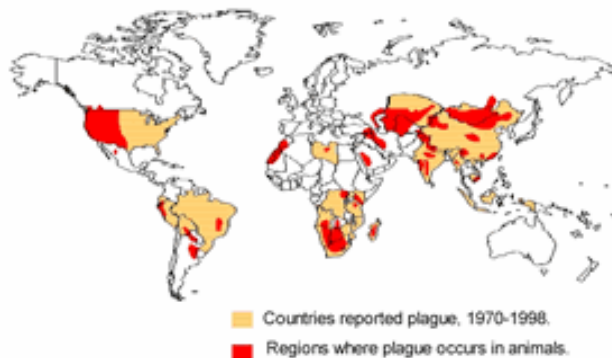 Countries reported plague, 1970-1998.
Regions where plague occurs in animals.